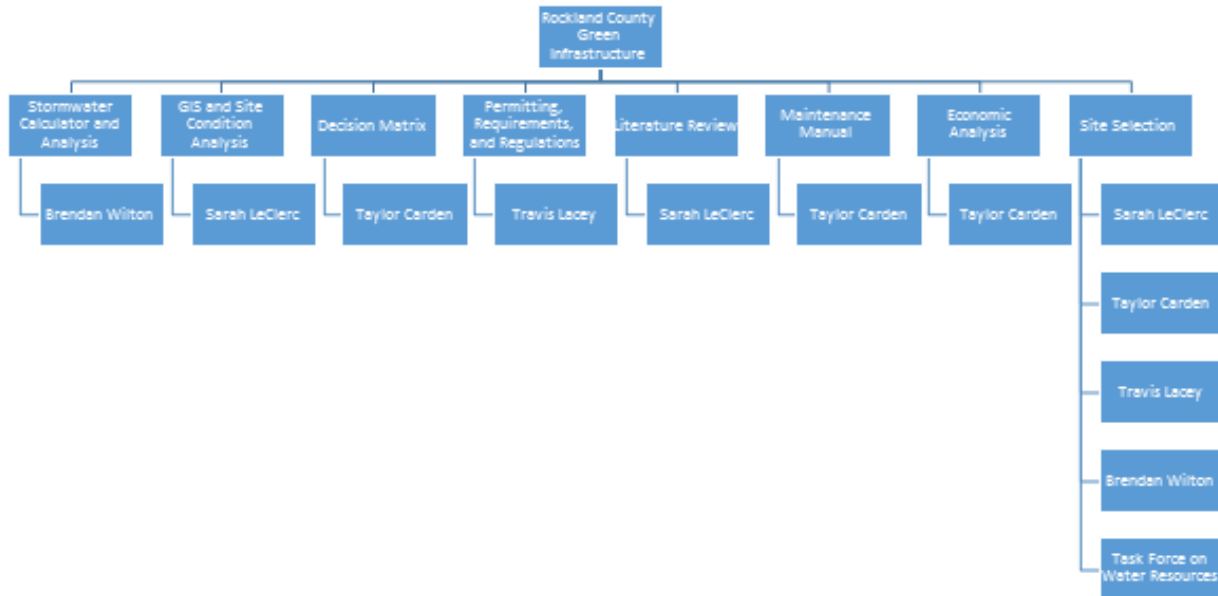 Rockland County
Green
Infrastructure
Stormwater
Calculator and
Analysis
GIS and Site
Condition
Analysis
Decision Matrix
Permitting,
Requirements,
and Regulations
Literature Review
Maintenance
Manual
Economic
Analysis
Site Selection
Brendan Wilton
Sarah LeClerc
Taylor Carden
Travis Lacey
Sarah LeClerc
Taylor Carden
Taylor Carden
Sarah LeClerc
Taylor Carden
Travis Lacey
Brendan Wilton
Task Force on
Water Resources